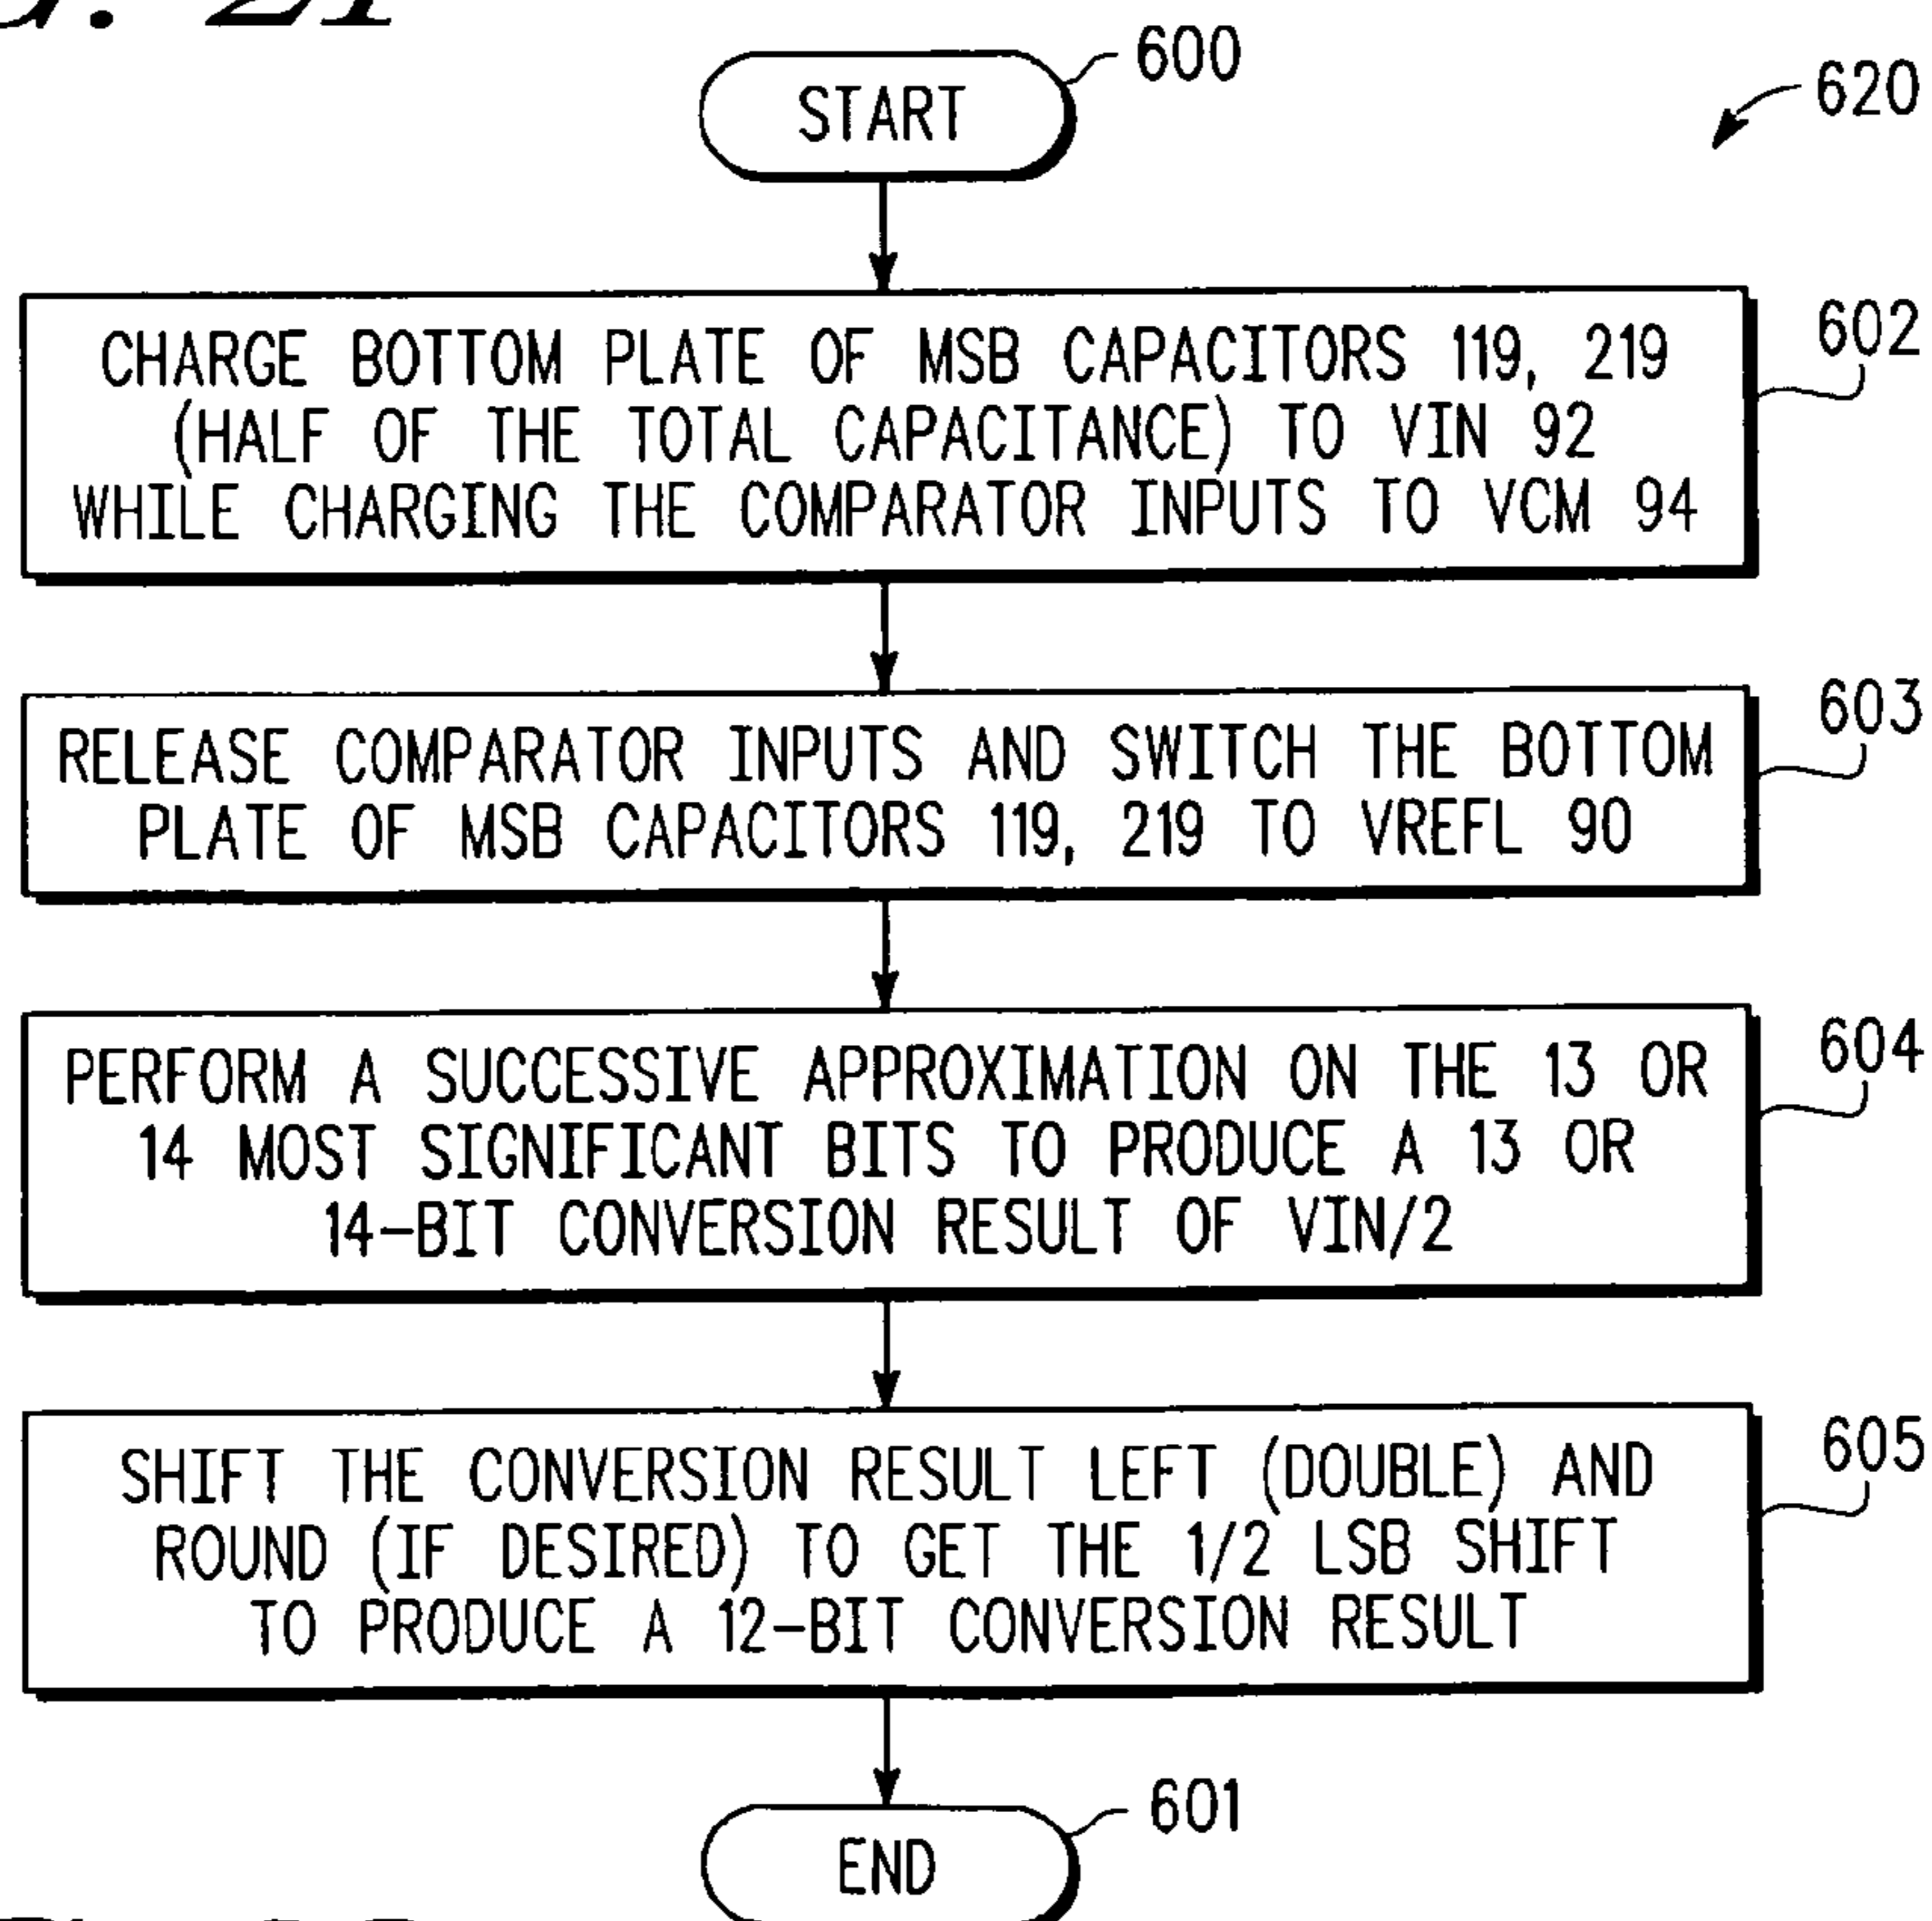 21
START
600
620
CHARGE BOTTOM PLATE OF MSB CAPACITORS 119, 219
(HALF OF THE TOTAL CAPACITANCE) TO VIN 92
WHILE CHARGING THE COMPARATOR INPUTS TO VCM 94
602
RELEASE COMPARATOR INPUTS AND SWITCH THE BOTTOM
PLATE OF MSB CAPACITORS 119, 219 TO VREFL 90
603
PERFORM A SUCCESSIVE APPROXIMATION ON THE 13 OR
14 MOST SIGNIFICANT BITS TO PRODUCE A 13 OR
14-BIT CONVERSION RESULT OF VIN/2
604
SHIFT THE CONVERSION RESULT LEFT (DOUBLE) AND
ROUND (IF DESIRED) TO GET THE 1/2 LSB SHIFT
TO PRODUCE A 12-BIT CONVERSION RESULT
605
END
601